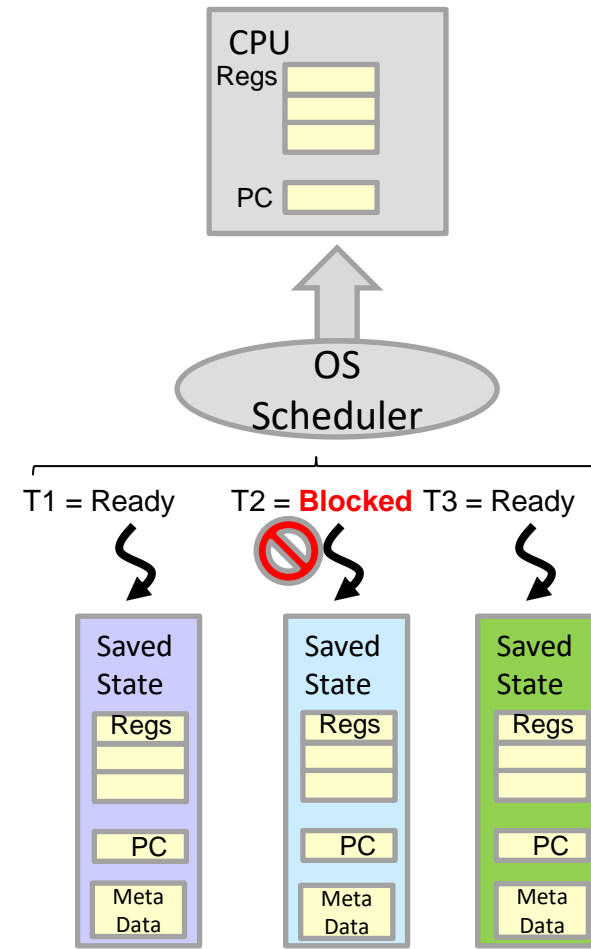 CPU
Regs
PC
OS
Scheduler
T1 = Ready
T2 = Blocked
T3 = Ready
Saved
State
Regs
PC
Meta
Data
Saved
State
Regs
PC
Meta
Data
Saved
State
Regs
PC
Meta
Data